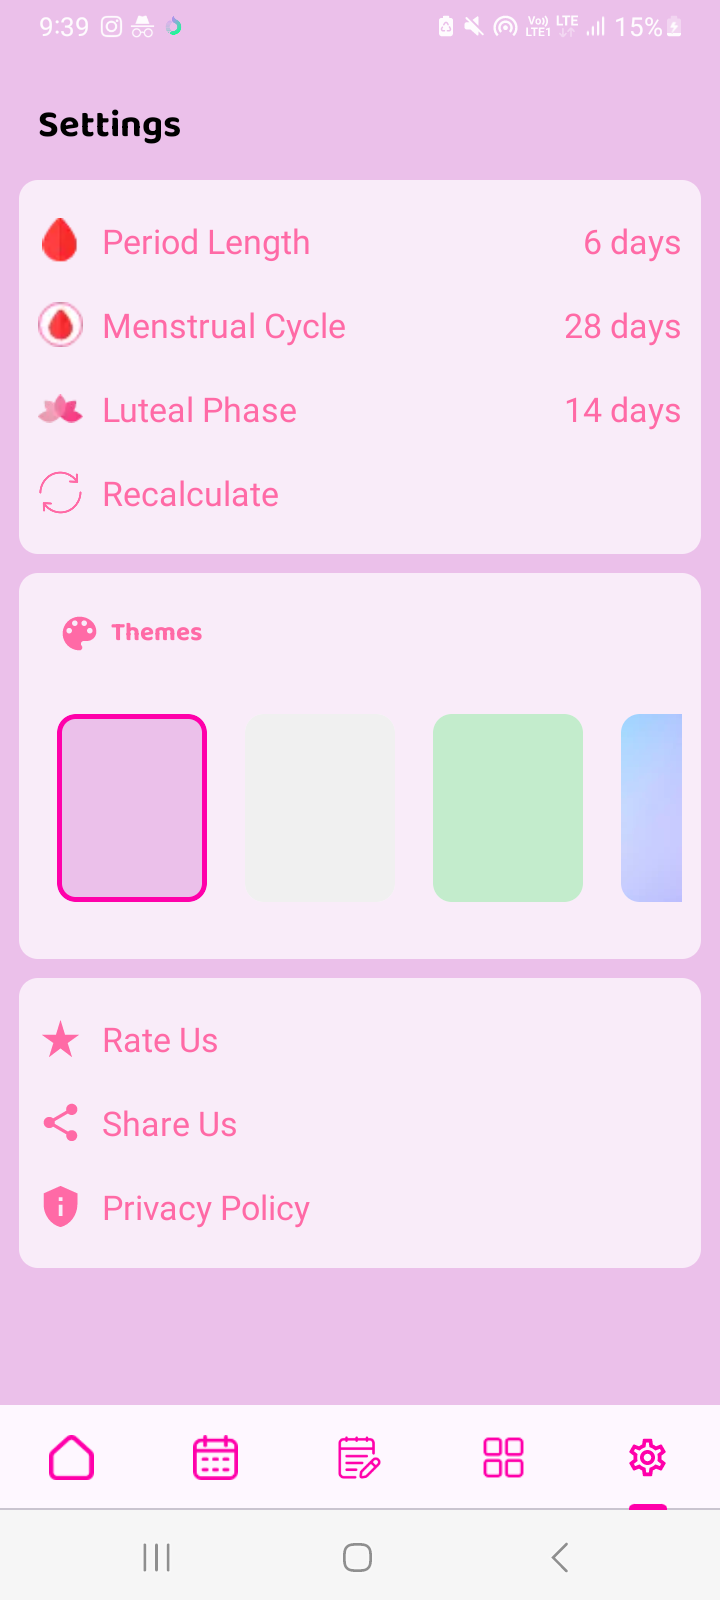 9:39
Vo)) LTE
LTE1
15%
Settings
Period Length 6 days
Menstrual Cycle 28 days
Luteal Phase 14 days
Recalculate
Themes
Rate Us
Share Us
Privacy Policy